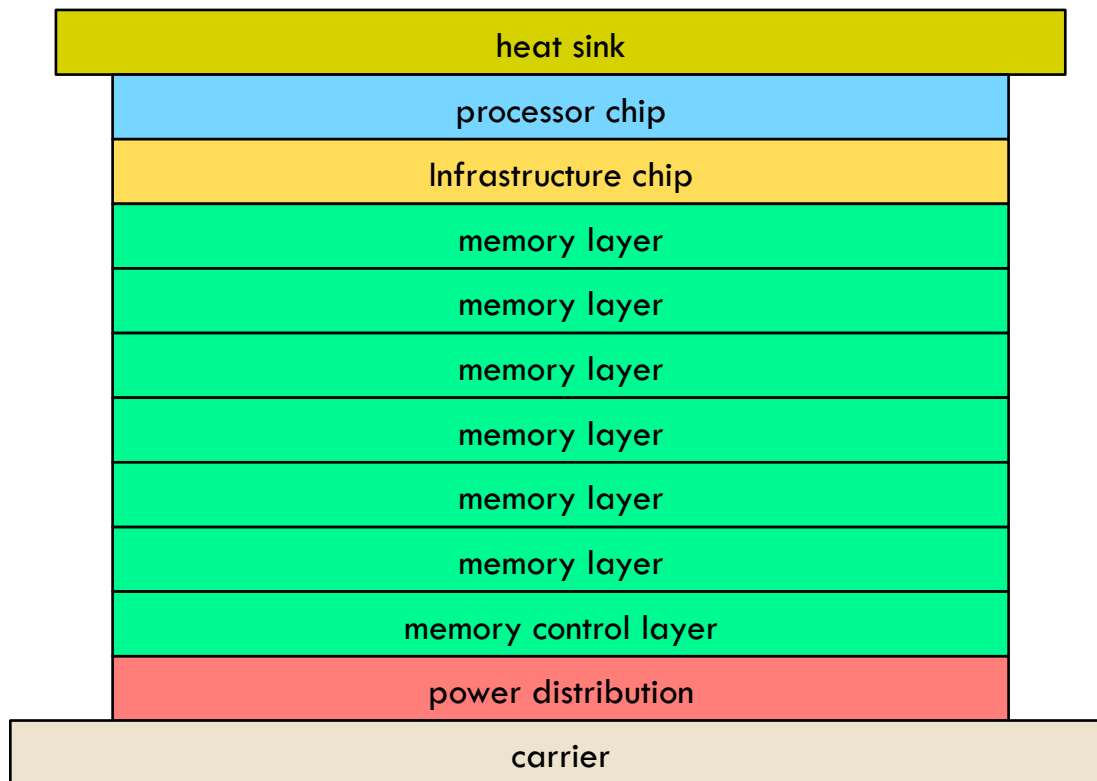 heat sink
processor chip
Infrastructure chip
memory layer
memory layer
memory layer
memory layer
memory layer
memory layer
memory control layer
power distribution
carrier